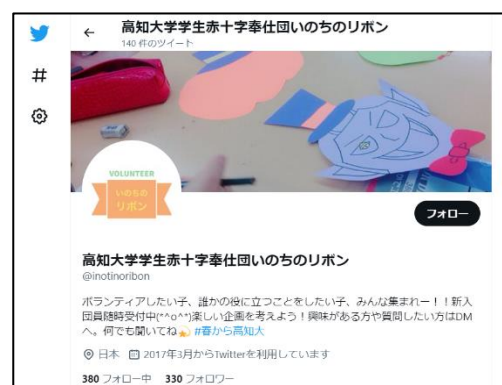 高知大学学生赤十字奉仕団いのちのリボン
140 件のツイート
VOLUNTEER
いのちの
リボン
フォロー
高知大学学生赤十字奉仕団いのちのリボン
@inotinoribon
ボランティアしたい子、誰かの役に立つことをしたい子、みんな集まれー！！新入
団員随時受付中(*^o^*)楽しい企画を考えよう！興味がある方や質問したい方はDM
へ。何でも聞いてね💫 #春から高知大
日本 2017年3月からTwitterを利用しています
380 フォロー中 330 フォロワー